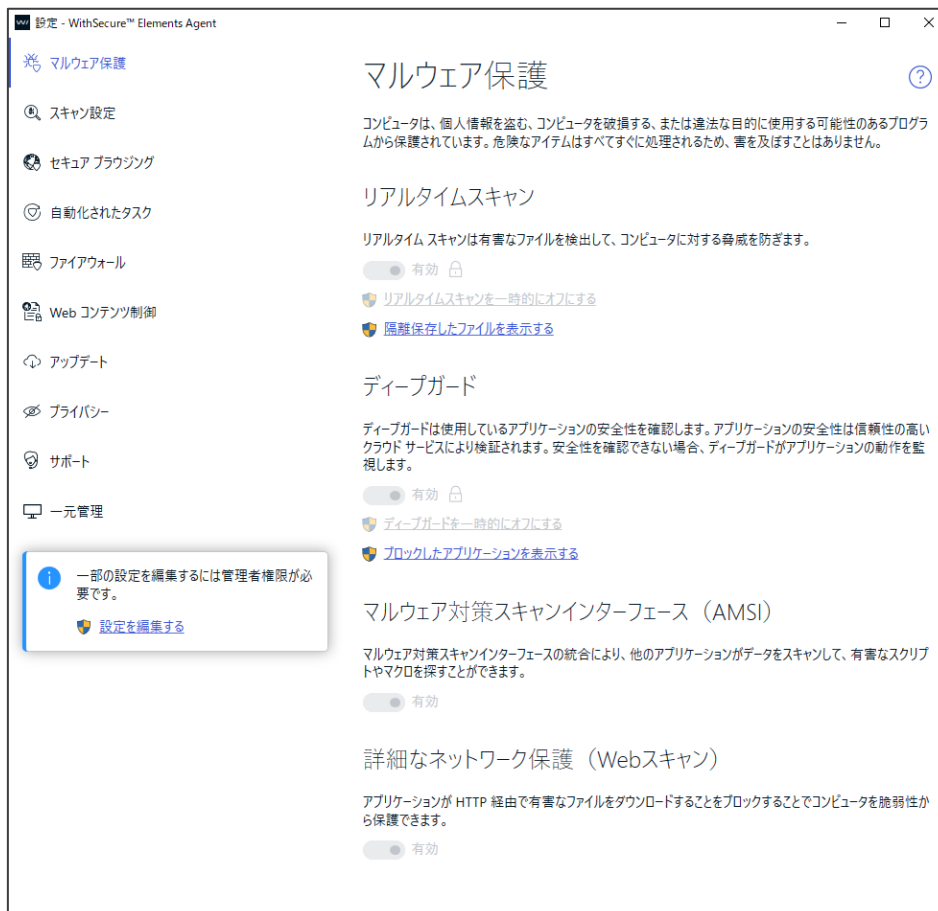 設定 - WithSecure™ Elements Agent
マルウェア保護
スキャン設定
セキュア ブラウジング
自動化されたタスク
ファイアウォール
Web コンテンツ制御
アップデート
プライバシー
サポート
一元管理
一部の設定を編集するには管理者権限が必
要です。
設定を編集する
マルウェア保護
コンピュータは、個人情報を盗む、コンピュータを破損する、または違法な目的に使用する可能性のあるプログラ
ムから保護されています。危険なアイテムはすべてすぐに処理されるため、害を及ぼすことはありません。
リアルタイムスキャン
リアルタイム スキャンは有害なファイルを検出して、コンピュータに対する脅威を防ぎます。
有効
リアルタイムスキャンを一時的にオフにする
隔離保存したファイルを表示する
ディープガード
ディープガードは使用しているアプリケーションの安全性を確認します。アプリケーションの安全性は信頼性の高い
クラウド サービスにより検証されます。安全性を確認できない場合、ディープガードがアプリケーションの動作を監
視します。
有効
ディープガードを一時的にオフにする
ブロックしたアプリケーションを表示する
マルウェア対策スキャンインターフェース（AMSI）
マルウェア対策スキャンインターフェースの統合により、他のアプリケーションがデータをスキャンして、有害なスクリプ
トやマクロを探すことができます。
有効
詳細なネットワーク保護（Webスキャン）
アプリケーションが HTTP 経由で有害なファイルをダウンロードすることをブロックすることでコンピュータを脆弱性か
ら保護できます。
有効